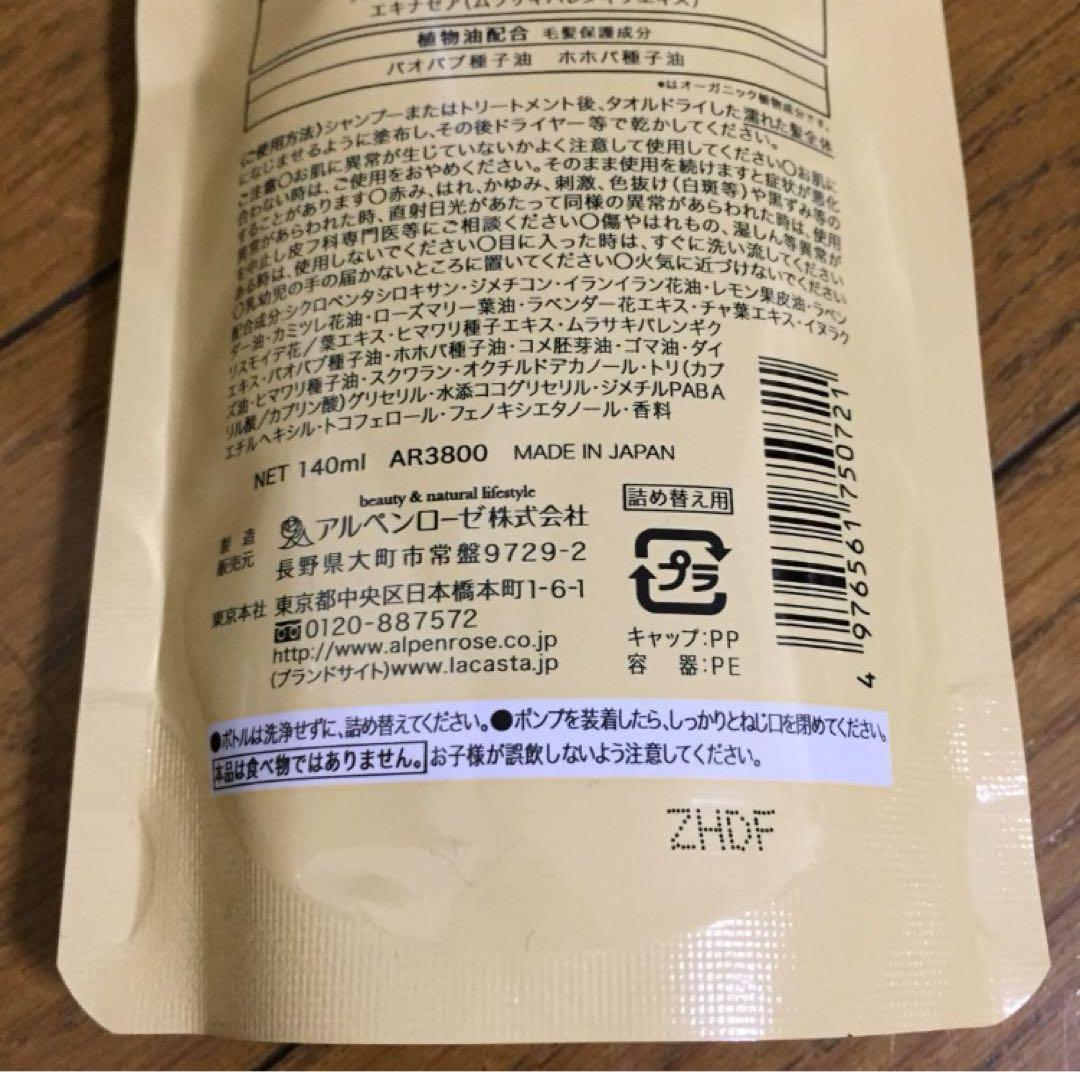 エキナセア(ムラサキバレンギクエキス)
植物油配合 毛髪保護成分
バオバブ種子油 ホホバ種子油
*はオーガニック植物成分です。
〈ご使用方法〉シャンプーまたはトリートメント後、タオルドライした濡れた髪全体
になじませるように塗布し、その後ドライヤー等で乾かしてください。
ご注意〇お肌に異常が生じていないかよく注意して使用してください〇お肌に
合わない時は、ご使用をおやめください。そのまま使用を続けますと症状が悪化
することがあります〇赤み、はれ、かゆみ、刺激、色抜け(白斑等)や黒ずみ等の
異常があらわれた時、直射日光があたって同様の異常があらわれた時は、使用
を中止し皮フ科専門医等にご相談ください〇傷やはれもの、湿しん等異常が
ある時は、使用しないでください〇目に入った時は、すぐに洗い流してください
〇乳幼児の手の届かないところに置いてください〇火気に近づけないでください
配合成分:シクロペンタシロキサン・ジメチコン・イランイラン花油・レモン果皮油・ラベン
ダー油・カミツレ花油・ローズマリー葉油・ラベンダー花エキス・チャ葉エキス・イヌラク
リスモイデ花/葉エキス・ヒマワリ種子エキス・ムラサキバレンギク
エキス・バオバブ種子油・ホホバ種子油・コメ胚芽油・ゴマ油・ダイ
ズ油・ヒマワリ種子油・スクワラン・オクチルドデカノール・トリ(カプ
リル酸/カプリン酸)グリセリル・水添ココグリセリル・ジメチルPABA
エチルヘキシル・トコフェロール・フェノキシエタノール・香料
NET 140ml AR3800 MADE IN JAPAN
beauty & natural lifestyle
製造
販売元
アルペンローゼ株式会社
長野県大町市常盤9729-2
東京本社 東京都中央区日本橋本町1-6-1
0120-887572
http://www.alpenrose.co.jp
(ブランドサイト)www.lacasta.jp
詰め替え用
プラ
キャップ:PP
容器:PE
4976561750721
●ボトルは洗浄せずに、詰め替えてください。●ポンプを装着したら、しっかりとねじ口を閉めてください。
本品は食べ物ではありません。お子様が誤飲しないよう注意してください。
ZHDF